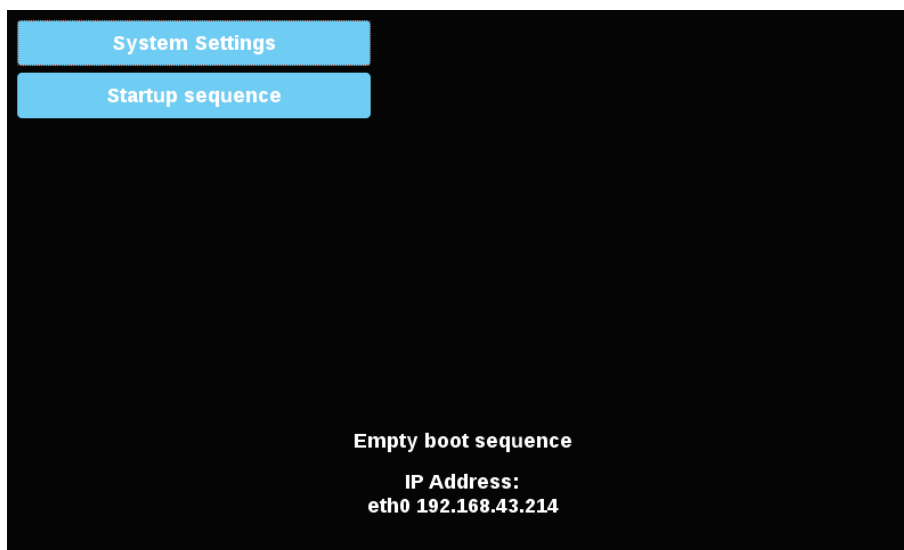 System Settings
Startup sequence
Empty boot sequence
IP Address:
eth0 192.168.43.214